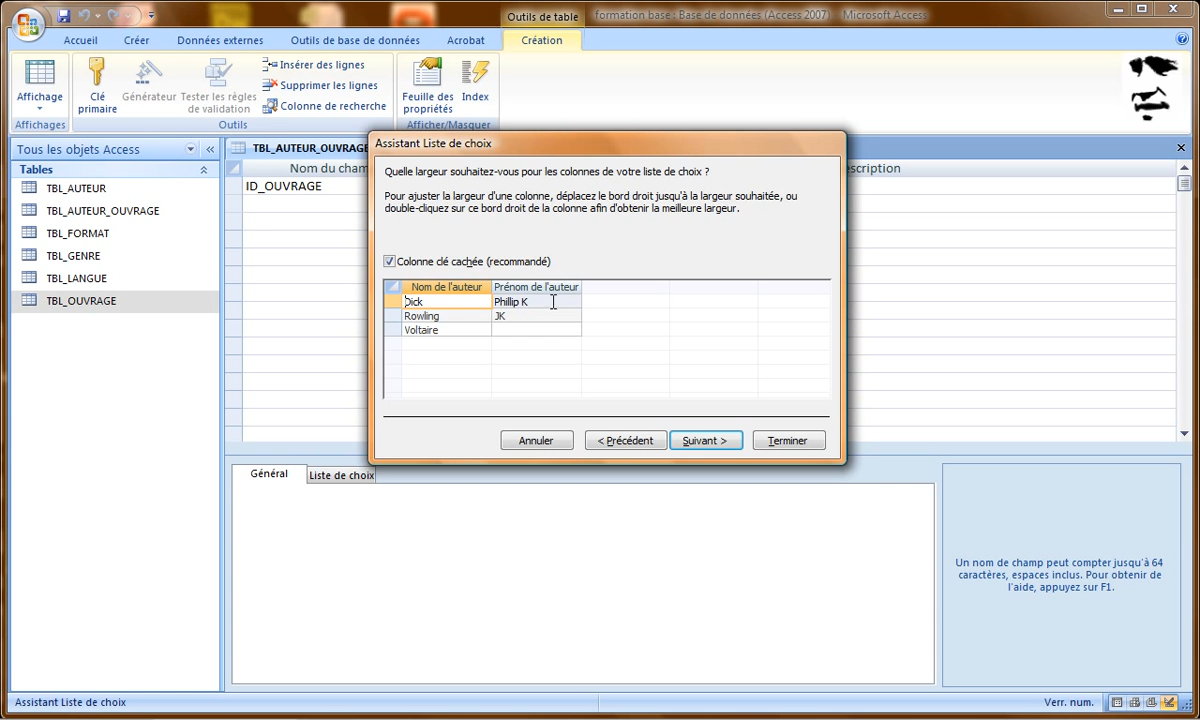 Outils de table
formation base : Base de données (Access 2007) - Microsoft Access
Accueil
Créer
Données externes
Outils de base de données
Acrobat
Création
Affichage
Clé primaire
Générateur
Tester les règles de validation
Insérer des lignes
Supprimer les lignes
Colonne de recherche
Feuille des propriétés
Index
Affichages
Outils
Afficher/Masquer
Tous les objets Access
Tables
TBL_AUTEUR
TBL_AUTEUR_OUVRAGE
TBL_FORMAT
TBL_GENRE
TBL_LANGUE
TBL_OUVRAGE
TBL_AUTEUR_OUVRAGE
Nom du cham
escription
ID_OUVRAGE
Assistant Liste de choix
Quelle largeur souhaitez-vous pour les colonnes de votre liste de choix ?
Pour ajuster la largeur d'une colonne, déplacez le bord droit jusqu'à la largeur souhaitée, ou
double-cliquez sur ce bord droit de la colonne afin d'obtenir la meilleure largeur.
Colonne clé cachée (recommandé)
Nom de l'auteur Prénom de l'auteur
Dick Phillip K
Rowling JK
Voltaire
Annuler
< Précédent
Suivant >
Terminer
Général
Liste de choix
Un nom de champ peut compter jusqu'à 64
caractères, espaces inclus. Pour obtenir de
l'aide, appuyez sur F1.
Assistant Liste de choix
Verr. num.